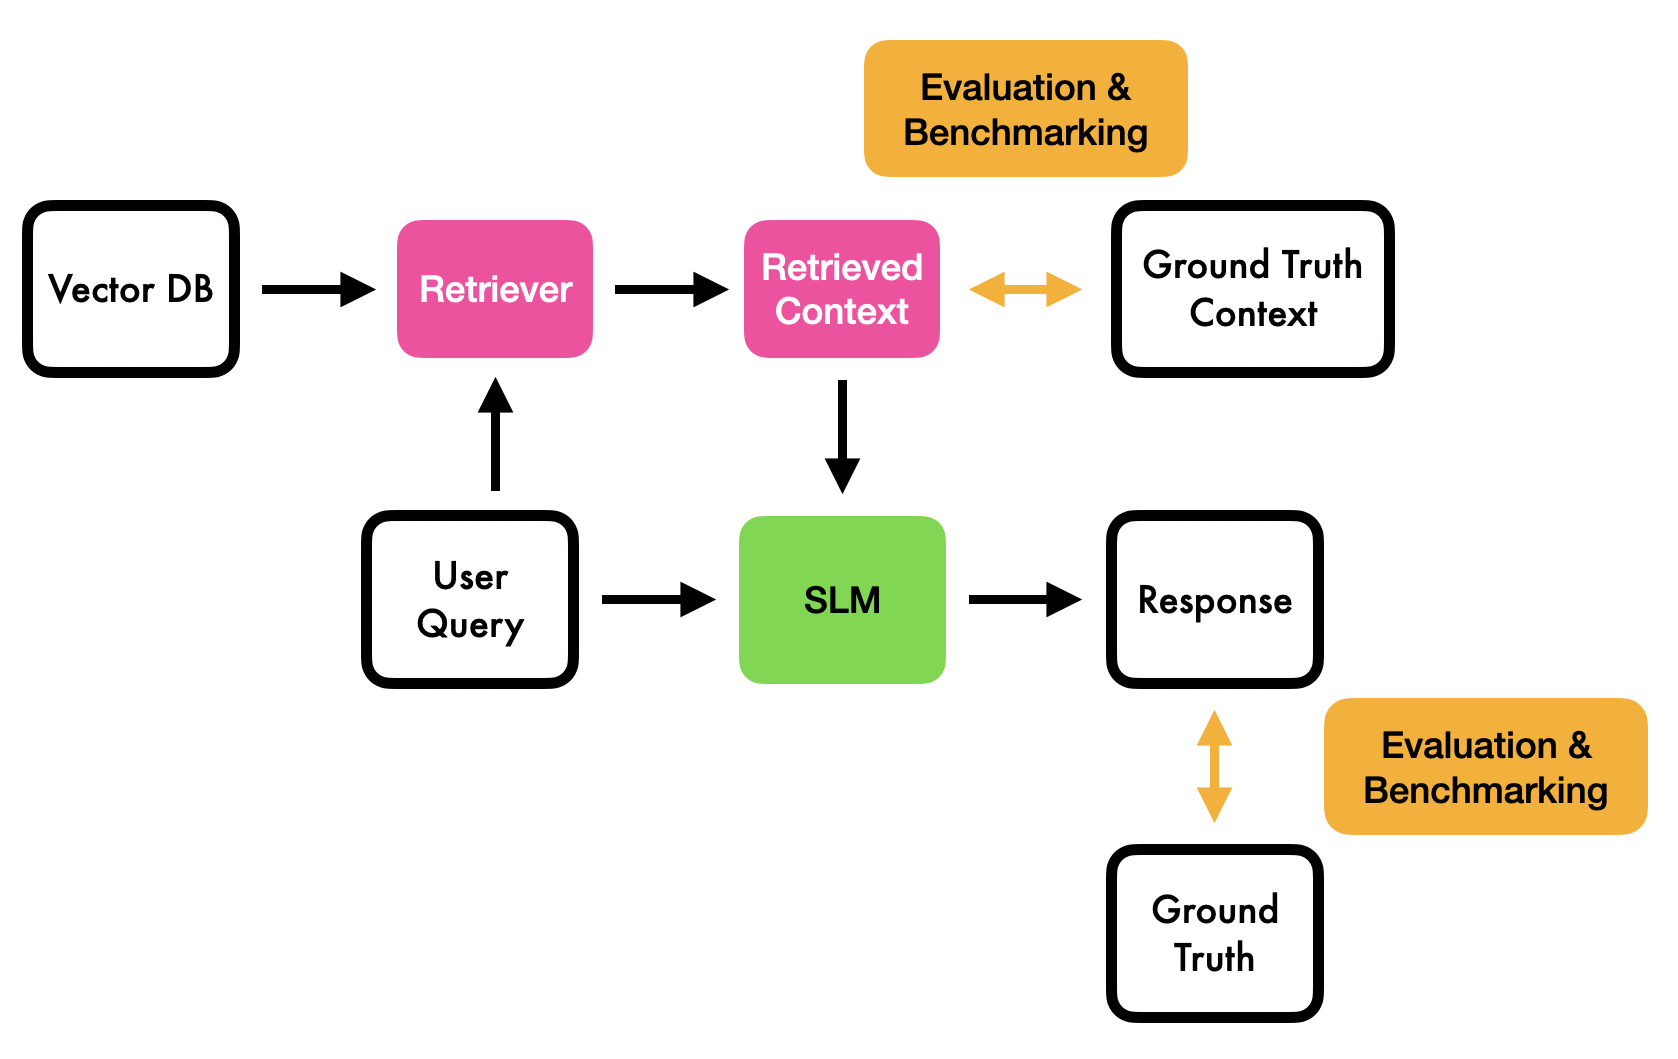 Evaluation &
Benchmarking
Vector DB
Retriever
Retrieved
Context
Ground Truth
Context
User
Query
SLM
Response
Evaluation &
Benchmarking
Ground
Truth